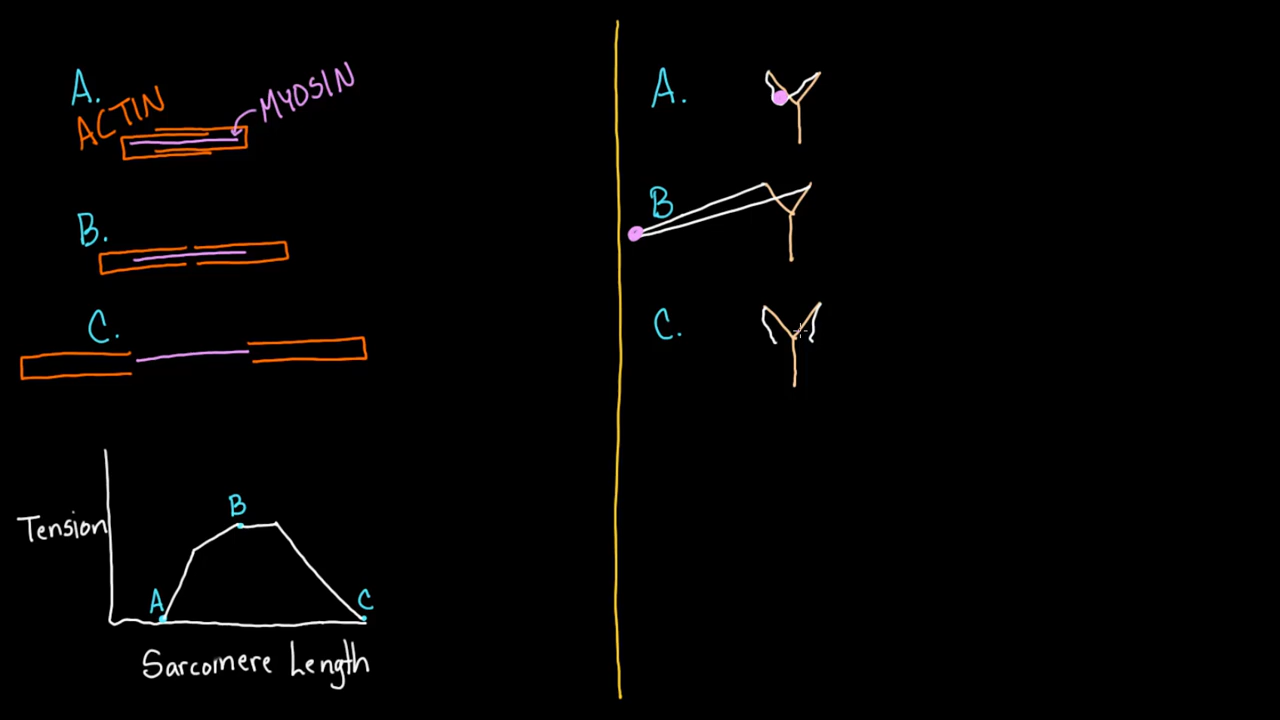 A.
ACTIN
MYOSIN
B.
C.
Tension
A
B
C
Sarcomere Length
A.
B
C.